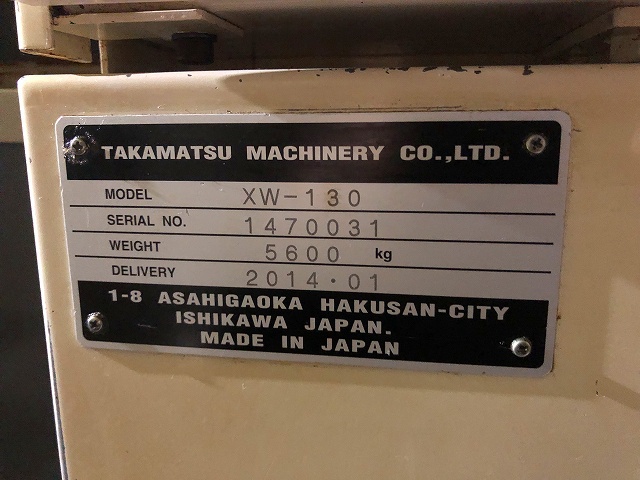 TAKAMATSU MACHINERY CO.,LTD.
MODEL XW-130
SERIAL NO. 1470031
WEIGHT 5600 kg
DELIVERY 2014・01
1-8 ASAHIGAOKA HAKUSAN-CITY
ISHIKAWA JAPAN.
MADE IN JAPAN